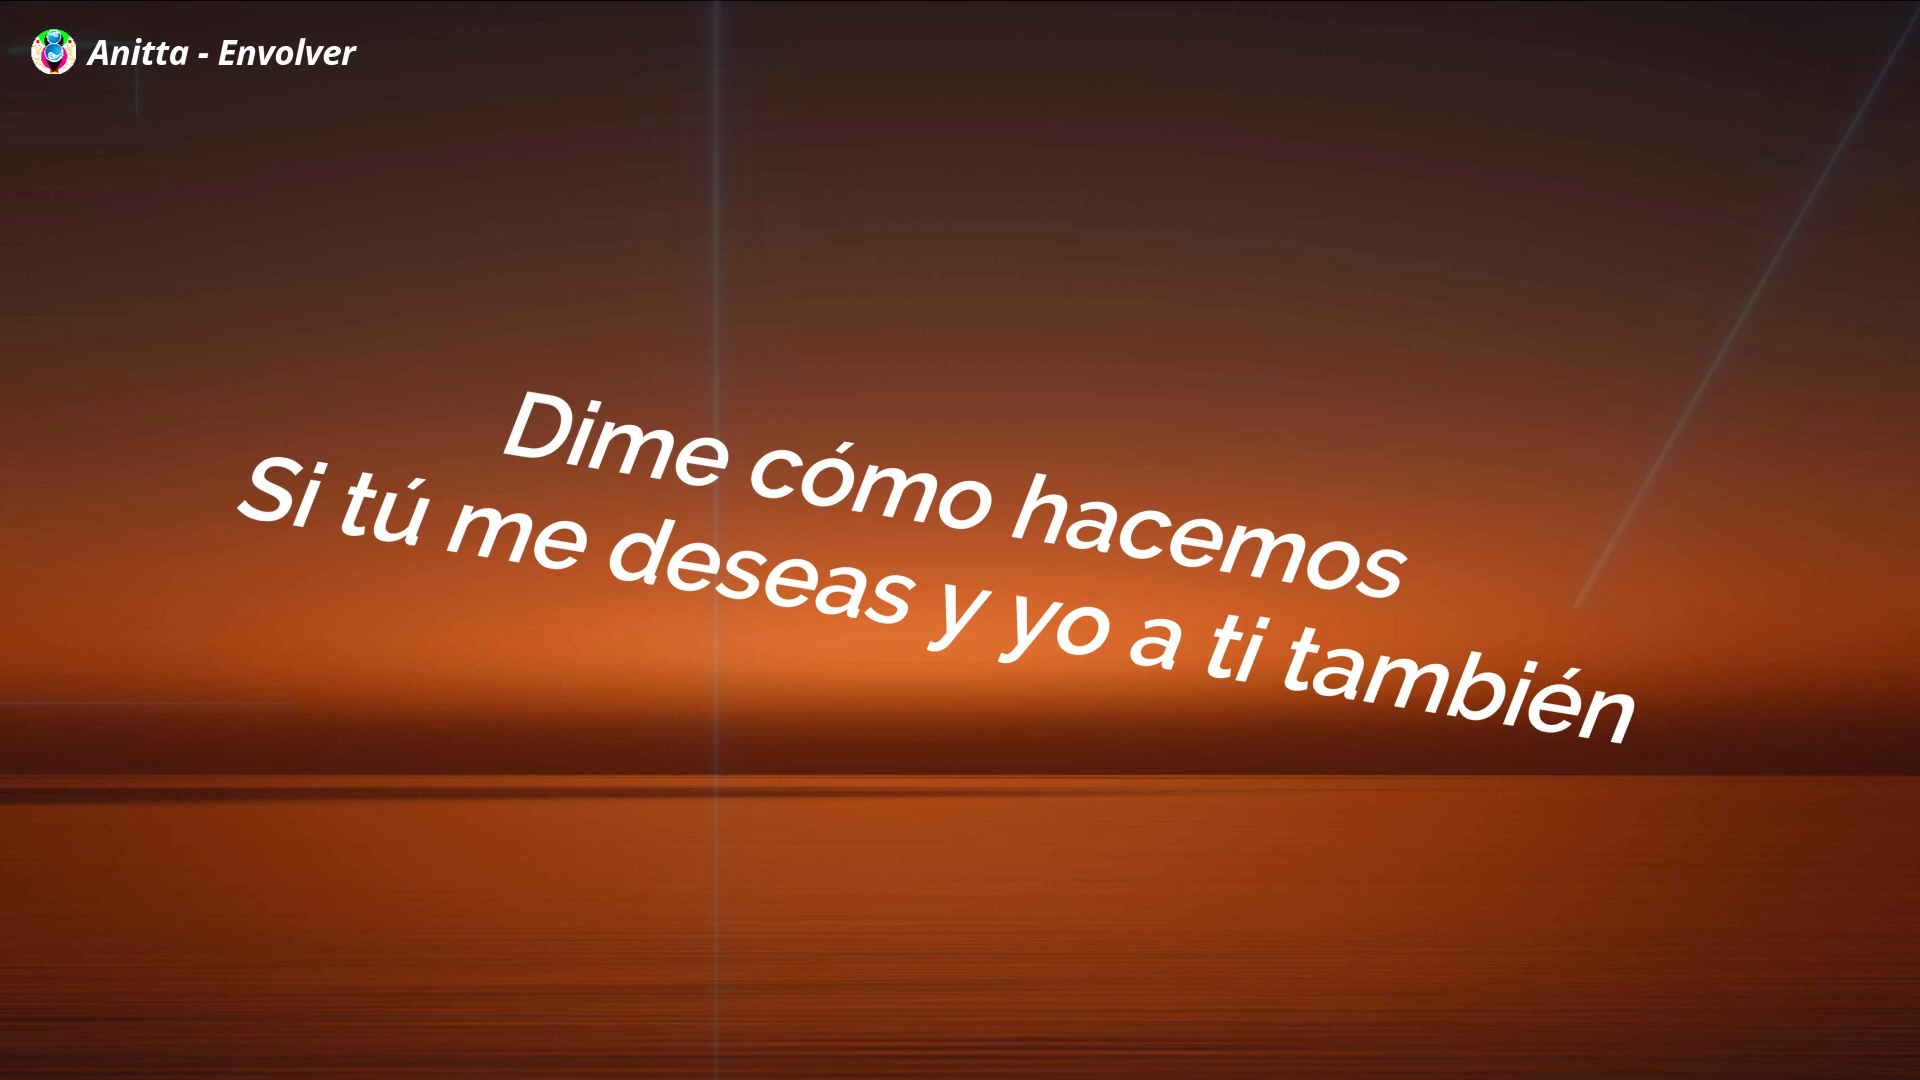 Anitta - Envolver
Dime cómo hacemos
Si tú me deseas y yo a ti también